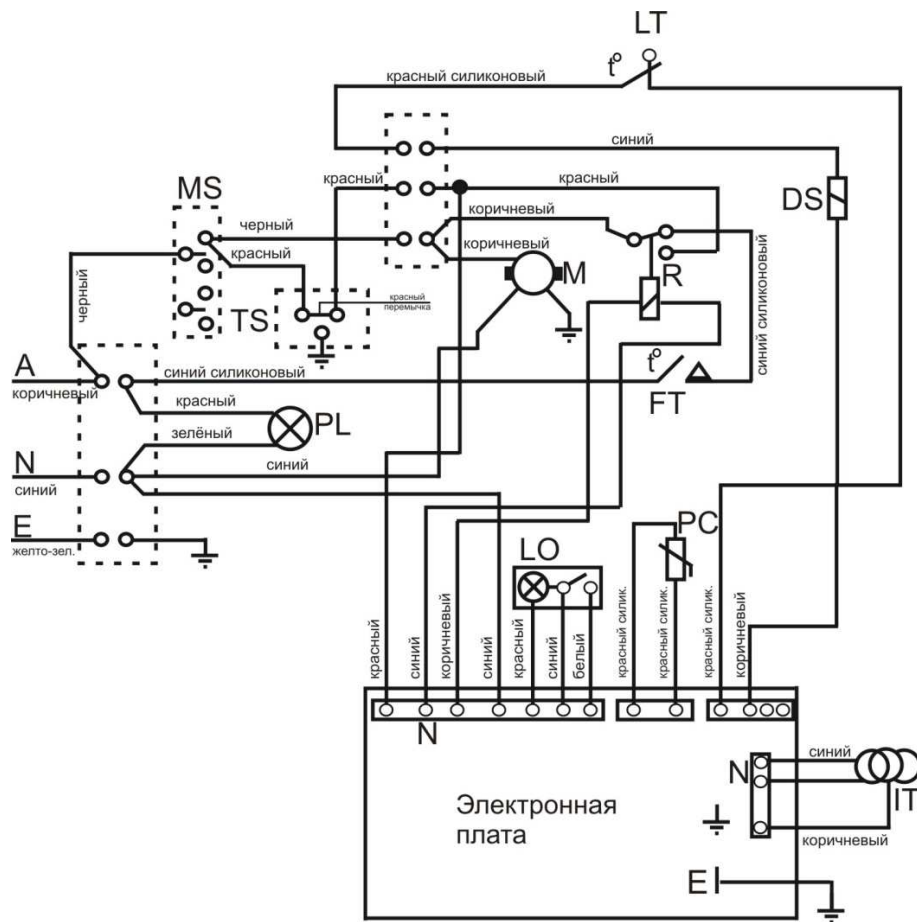 LT
t°
красный силиконовый
синий
MS
красный
красный
DS
коричневый
черный
коричневый
красный
M
R
черный
TS
красный
перемычка
синий силиконовый
A
синий силиконовый
t°
коричневый
FT
красный
PL
зелёный
N
синий
синий
E
желто-зел.
PC
LO
красный
синий
коричневый
синий
красный
синий
белый
красный силик.
красный силик.
красный силик.
коричневый
N
синий
N
IT
Электронная
плата
коричневый
E